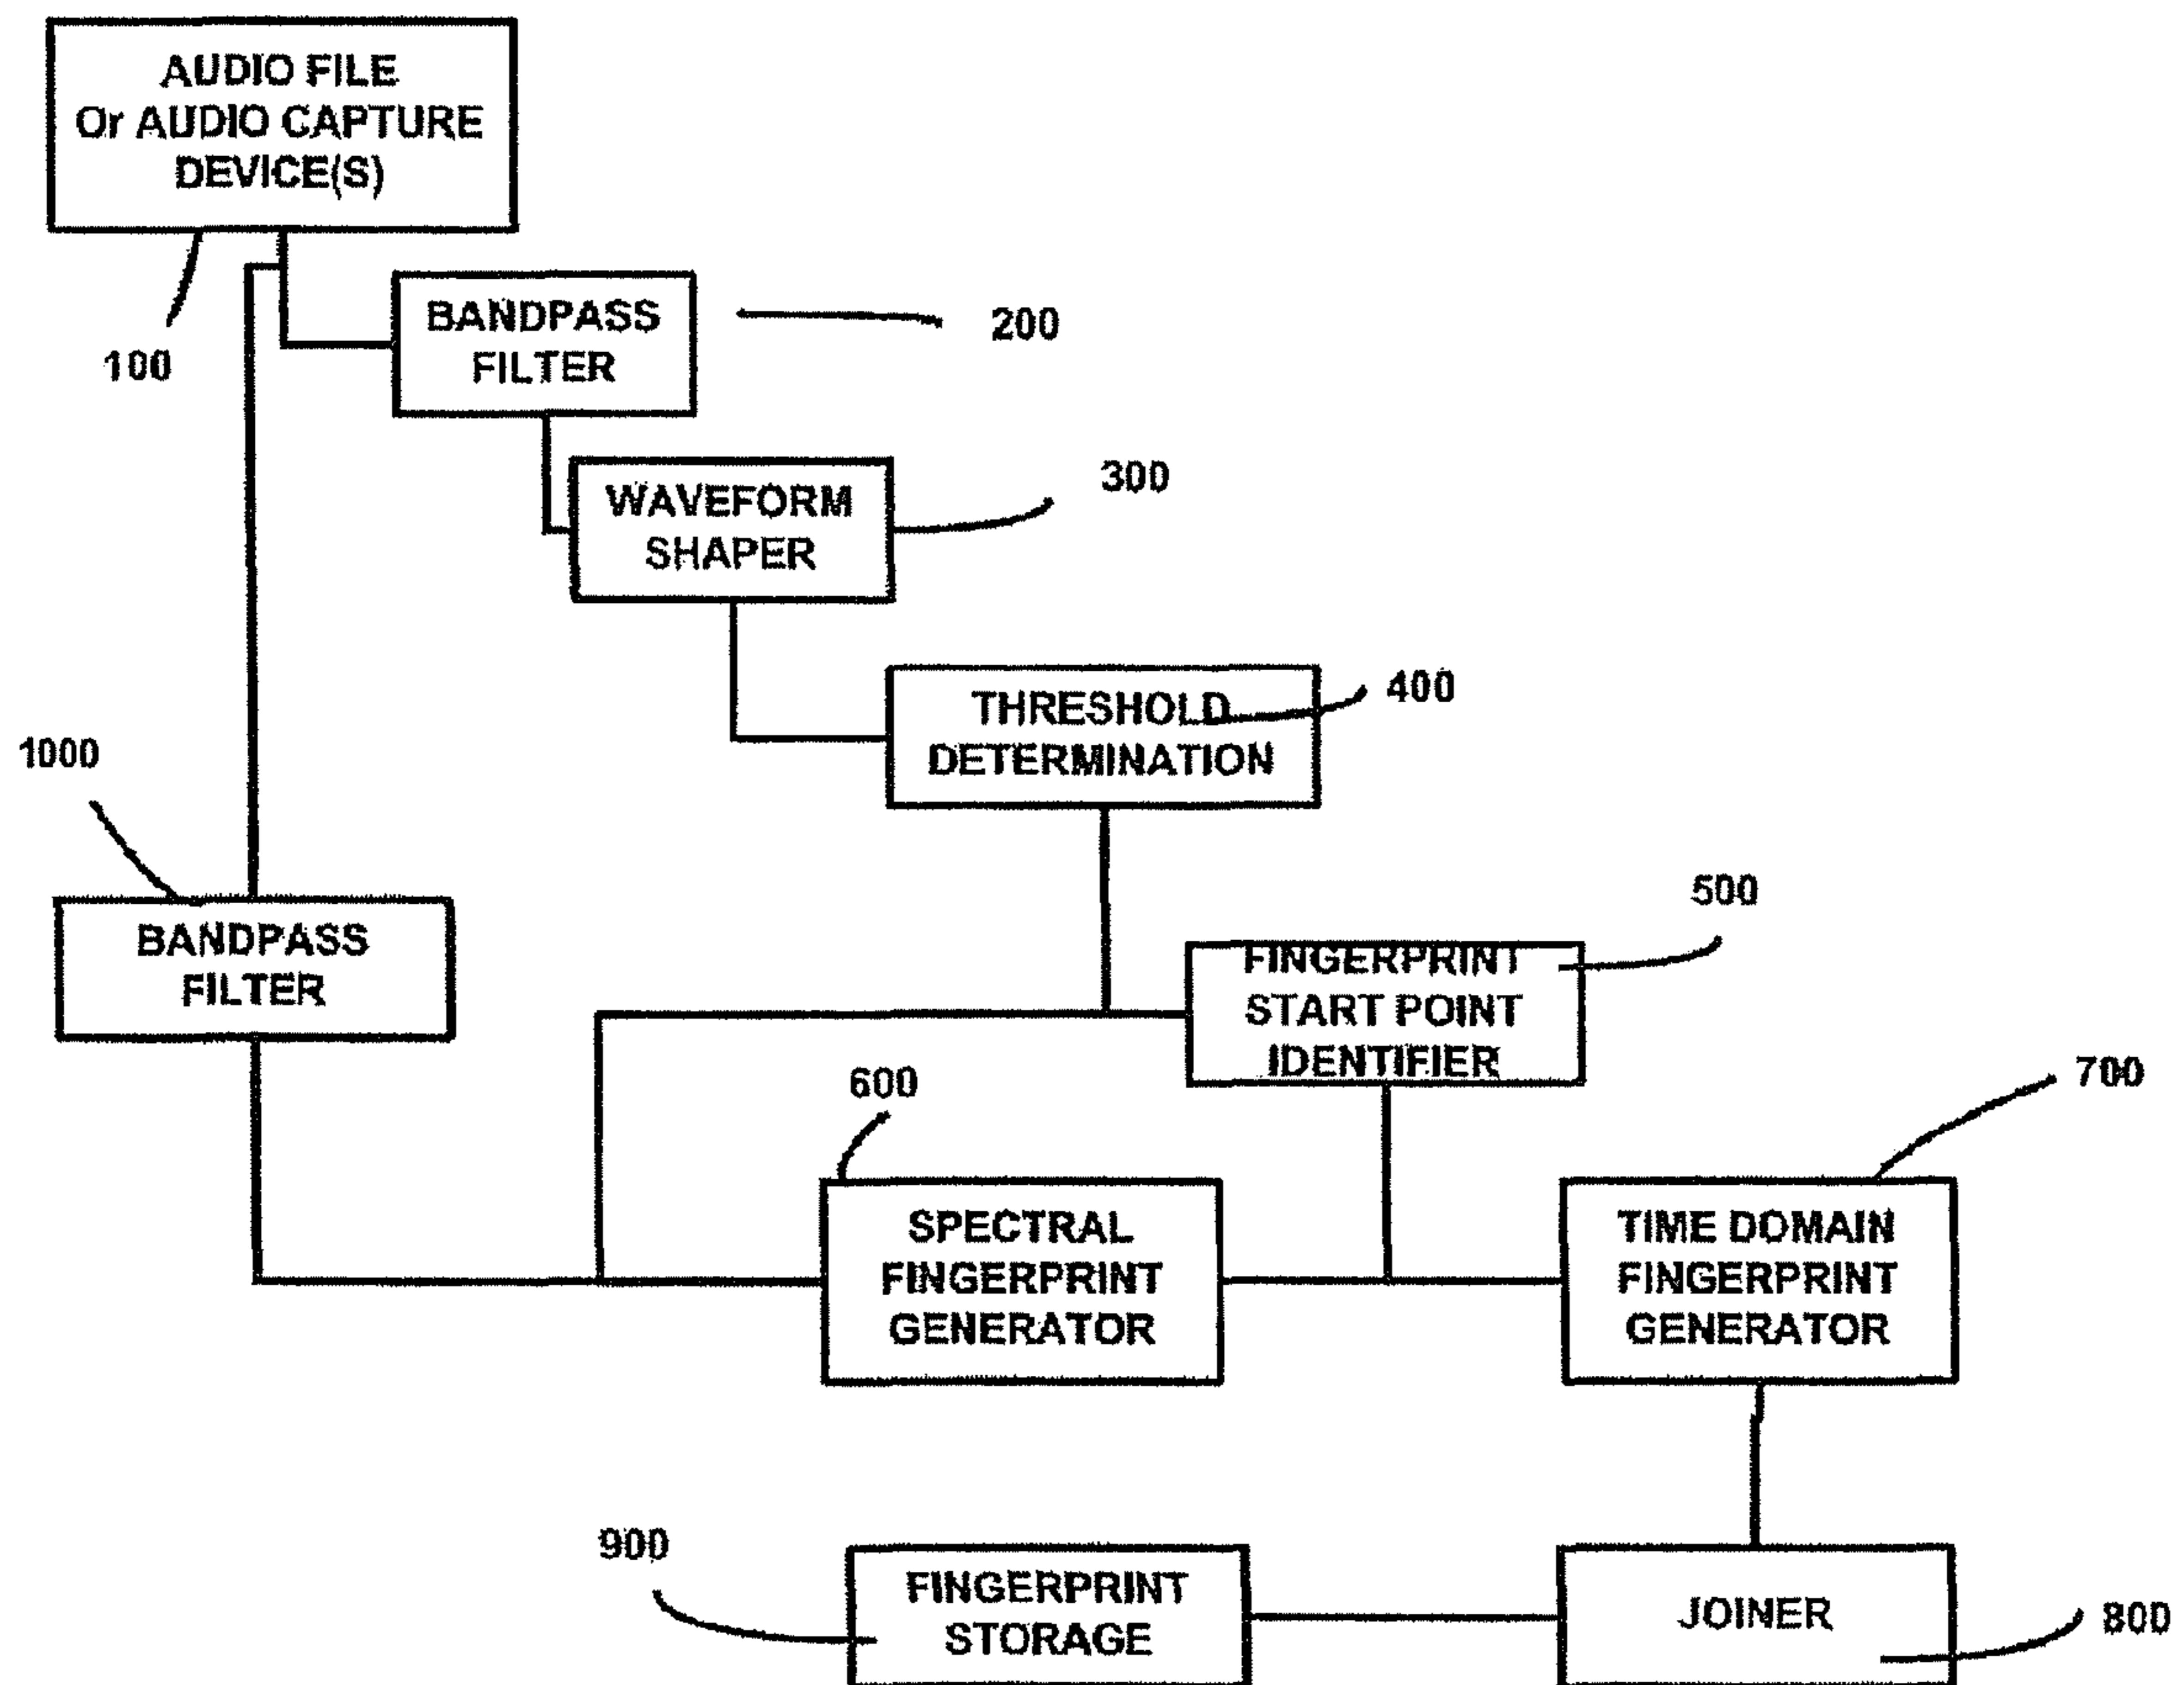 AUDIO FILE
Or AUDIO CAPTURE
DEVICE(S)
100
BANDPASS
FILTER
200
WAVEFORM
SHAPER
300
THRESHOLD
DETERMINATION
400
1000
BANDPASS
FILTER
FINGERPRINT
START POINT
IDENTIFIER
500
600
SPECTRAL
FINGERPRINT
GENERATOR
700
TIME DOMAIN
FINGERPRINT
GENERATOR
900
FINGERPRINT
STORAGE
JOINER
800